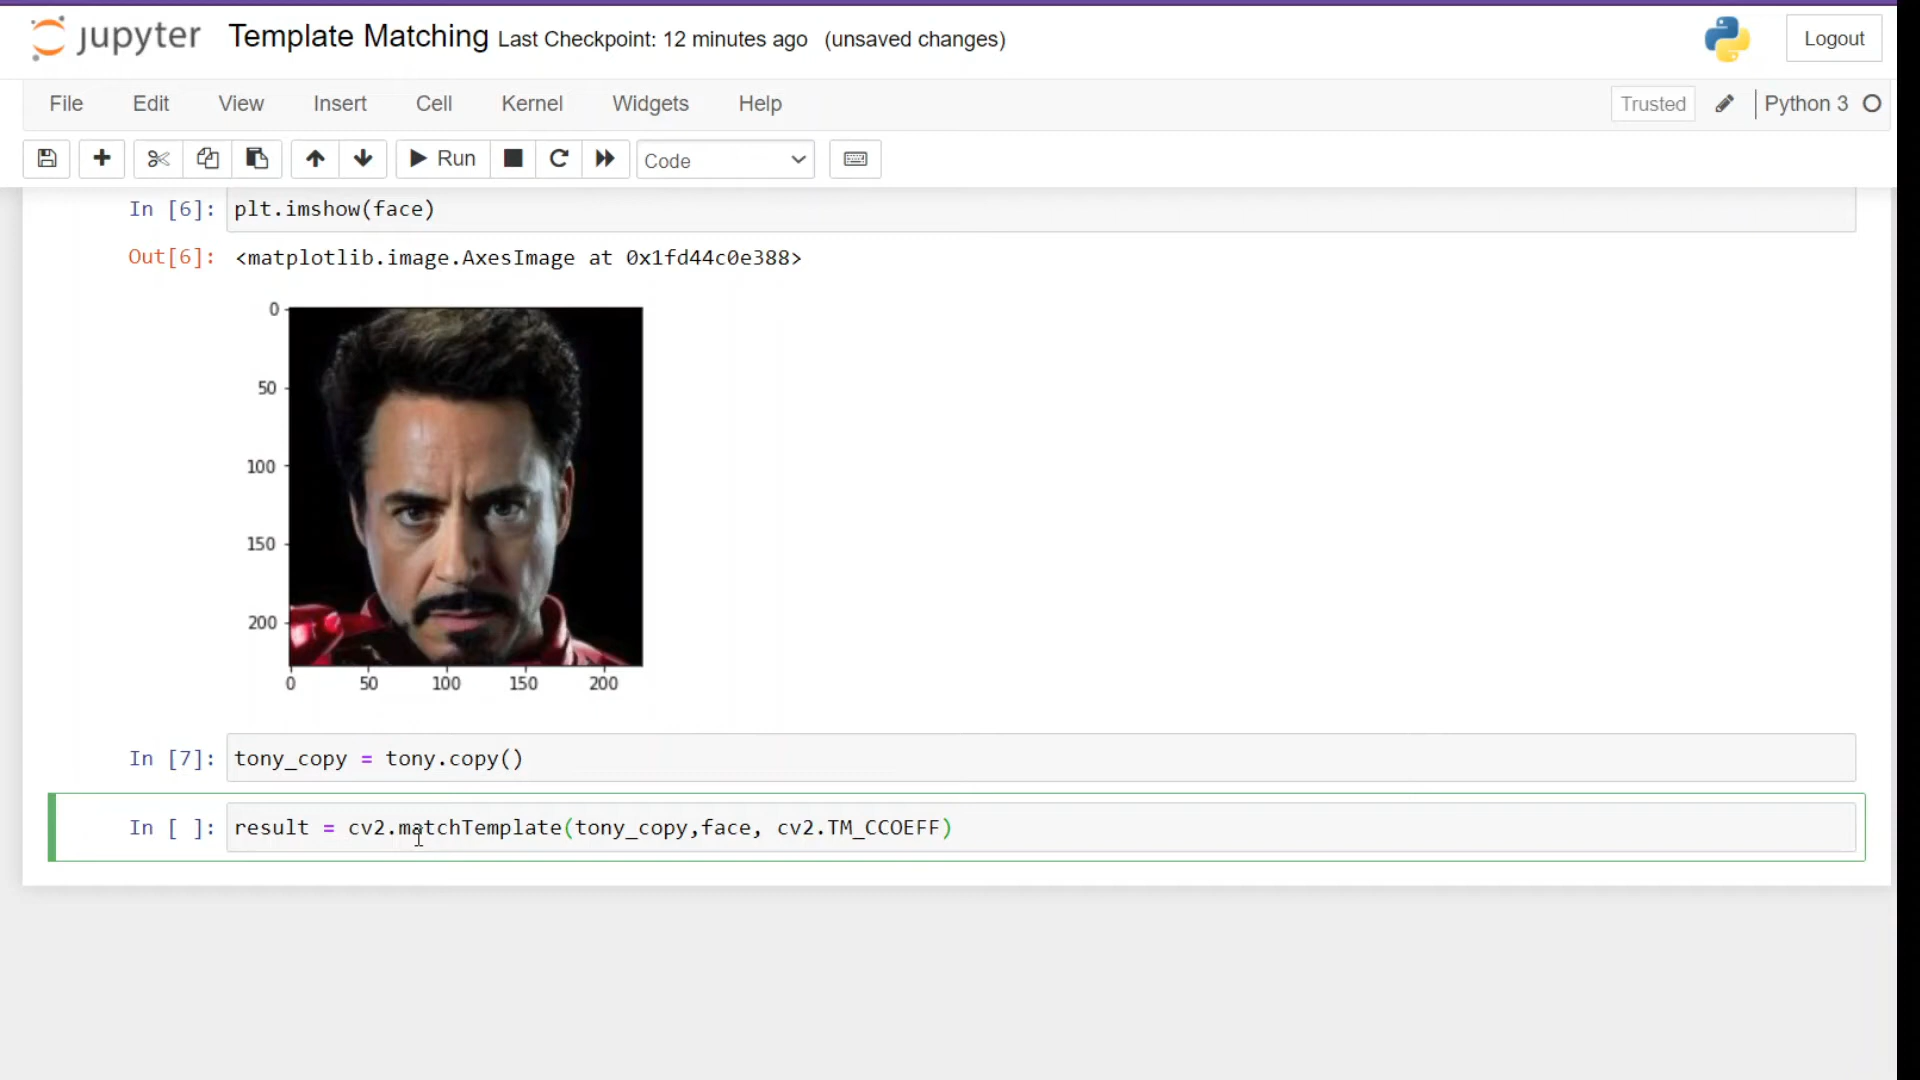 jupyter Template Matching Last Checkpoint: 12 minutes ago (unsaved changes) Logout
File Edit View Insert Cell Kernel Widgets Help Trusted Python 3
Run Code
In [6]: plt.imshow(face)
Out[6]: <matplotlib.image.AxesImage at 0x1fd44c0e388>
0
50
100
150
200
0 50 100 150 200
In [7]: tony_copy = tony.copy()
In [ ]: result = cv2.matchTemplate(tony_copy,face, cv2.TM_CCOEFF)